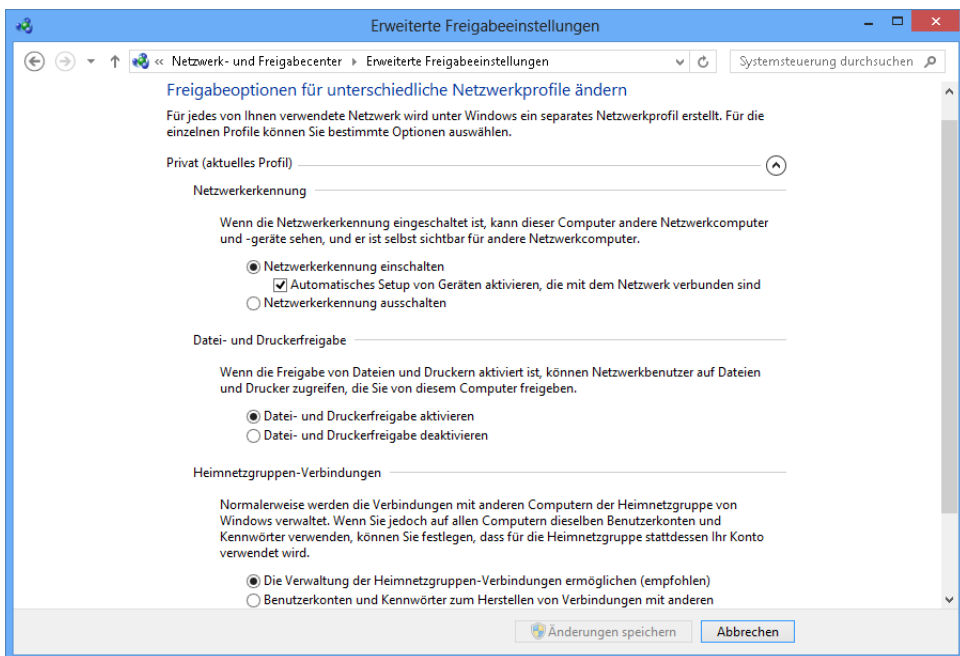 Erweiterte Freigabeeinstellungen
« Netzwerk- und Freigabecenter Erweiterte Freigabeeinstellungen Systemsteuerung durchsuchen
Freigabeoptionen für unterschiedliche Netzwerkprofile ändern
Für jedes von Ihnen verwendete Netzwerk wird unter Windows ein separates Netzwerkprofil erstellt. Für die
einzelnen Profile können Sie bestimmte Optionen auswählen.
Privat (aktuelles Profil)
Netzwerkerkennung
Wenn die Netzwerkerkennung eingeschaltet ist, kann dieser Computer andere Netzwerkcomputer
und -geräte sehen, und er ist selbst sichtbar für andere Netzwerkcomputer.
Netzwerkerkennung einschalten
Automatisches Setup von Geräten aktivieren, die mit dem Netzwerk verbunden sind
Netzwerkerkennung ausschalten
Datei- und Druckerfreigabe
Wenn die Freigabe von Dateien und Druckern aktiviert ist, können Netzwerkbenutzer auf Dateien
und Drucker zugreifen, die Sie von diesem Computer freigeben.
Datei- und Druckerfreigabe aktivieren
Datei- und Druckerfreigabe deaktivieren
Heimnetzgruppen-Verbindungen
Normalerweise werden die Verbindungen mit anderen Computern der Heimnetzgruppe von
Windows verwaltet. Wenn Sie jedoch auf allen Computern dieselben Benutzerkonten und
Kennwörter verwenden, können Sie festlegen, dass für die Heimnetzgruppe stattdessen Ihr Konto
verwendet wird.
Die Verwaltung der Heimnetzgruppen-Verbindungen ermöglichen (empfohlen)
Benutzerkonten und Kennwörter zum Herstellen von Verbindungen mit anderen
Änderungen speichern Abbrechen